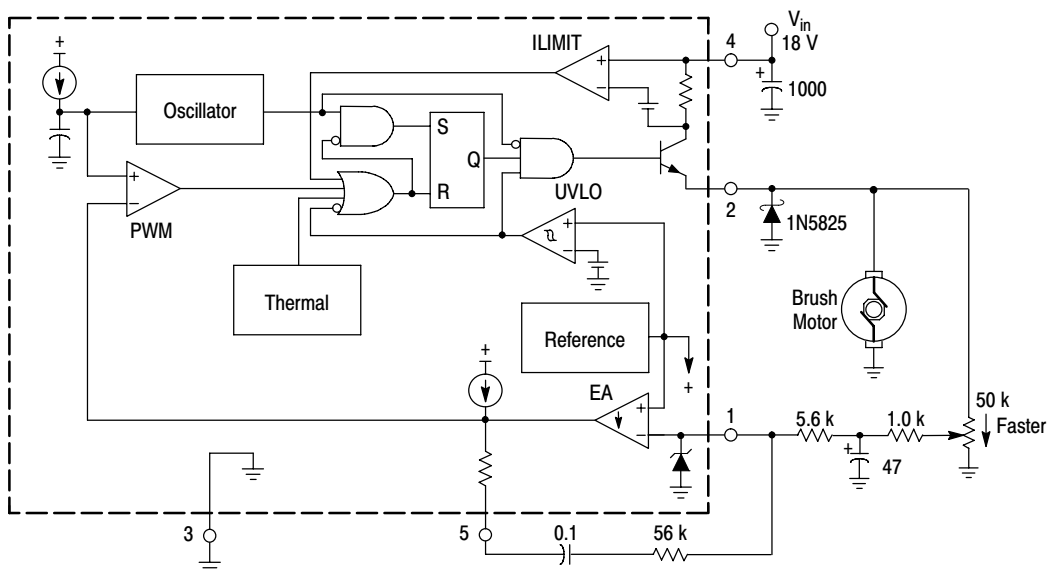 +
Oscillator
ILIMIT
+
−
4
V_in
18 V
+
1000
S
Q
R
+
−
PWM
UVLO
+
−
2
1N5825
Thermal
Brush
Motor
Reference
+
+
EA
+
−
1
5.6 k
1.0 k
50 k
Faster
+
47
3
5
0.1
56 k